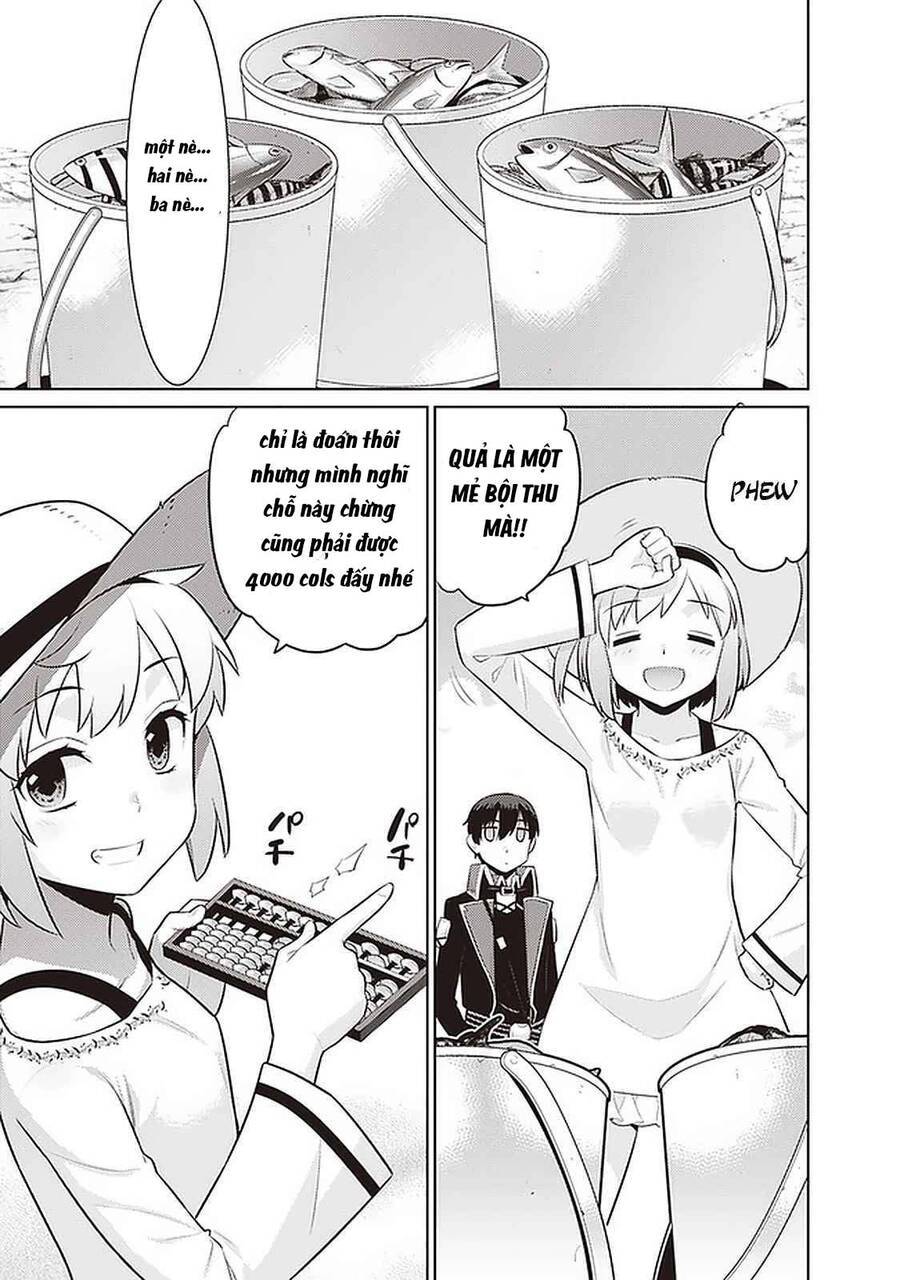 một nè...
hai nè...
ba nè...
PHEW
QUẢ LÀ MỘT
MẺ BỘI THU
MÀ!!
chỉ là đoán thôi
nhưng mình nghĩ
chỗ này chừng
cũng phải được
4000 cols đấy nhé
パチ
パチ